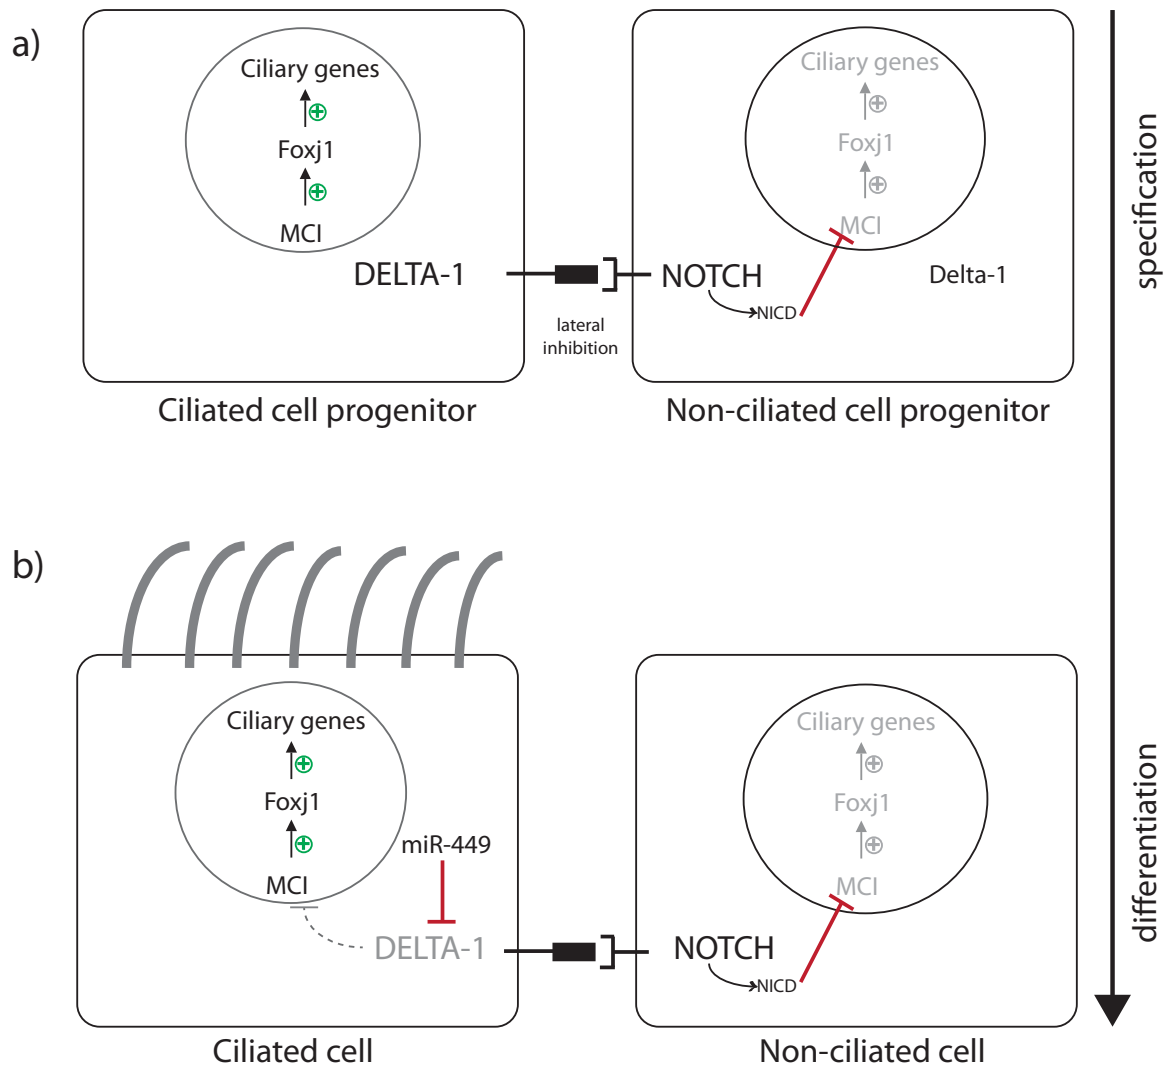 a)
Ciliary genes
Foxj1
MCI
DELTA-1
lateral
inhibition
Ciliary genes
Foxj1
MCI
NOTCH
NICD
Delta-1
Ciliated cell progenitor
Non-ciliated cell progenitor
specification
b)
Ciliary genes
Foxj1
miR-449
MCI
DELTA-1
Ciliary genes
Foxj1
MCI
NOTCH
NICD
Ciliated cell
Non-ciliated cell
differentiation